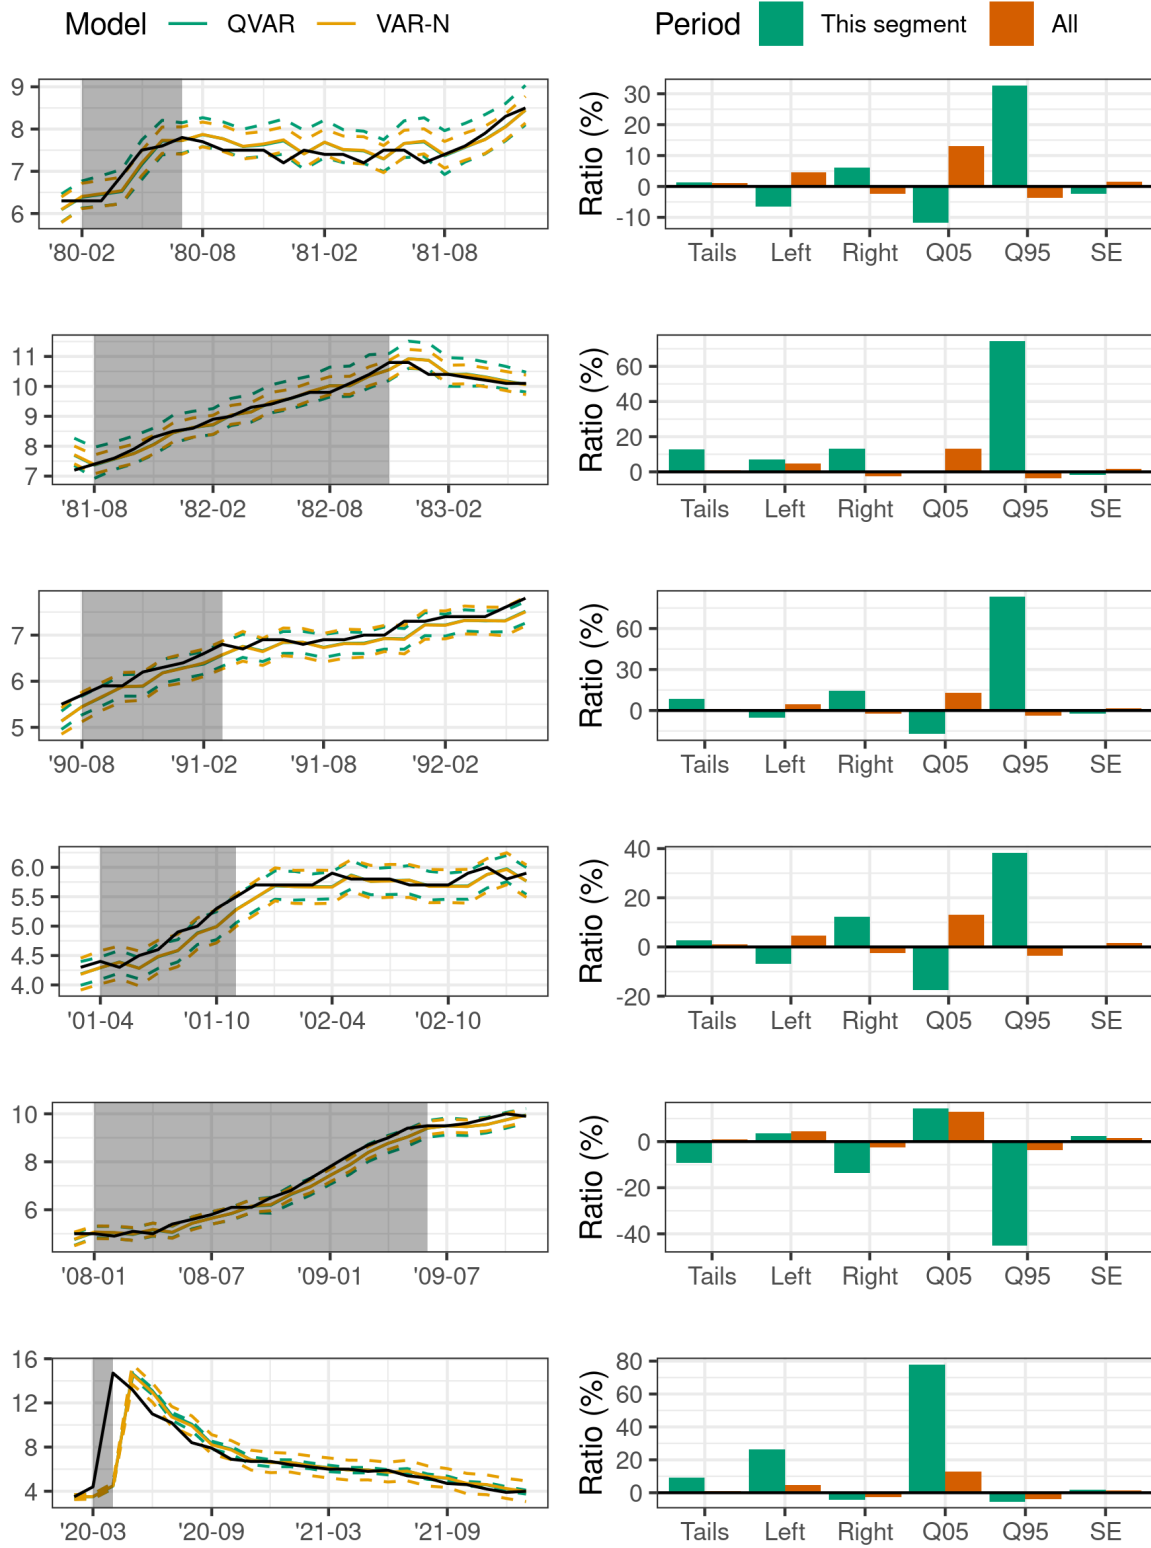 Model QVAR VAR-N Period This segment All
9
8
7
6
'80-02 '80-08 '81-02 '81-08
Ratio (%)
30
20
10
0
-10
Tails Left Right Q05 Q95 SE
11
10
9
8
7
'81-08 '82-02 '82-08 '83-02
Ratio (%)
60
40
20
0
Tails Left Right Q05 Q95 SE
7
6
5
'90-08 '91-02 '91-08 '92-02
Ratio (%)
60
30
0
Tails Left Right Q05 Q95 SE
6.0
5.5
5.0
4.5
4.0
'01-04 '01-10 '02-04 '02-10
Ratio (%)
40
20
0
-20
Tails Left Right Q05 Q95 SE
10
8
6
'08-01 '08-07 '09-01 '09-07
Ratio (%)
0
-20
-40
Tails Left Right Q05 Q95 SE
16
12
8
4
'20-03 '20-09 '21-03 '21-09
Ratio (%)
80
60
40
20
0
Tails Left Right Q05 Q95 SE